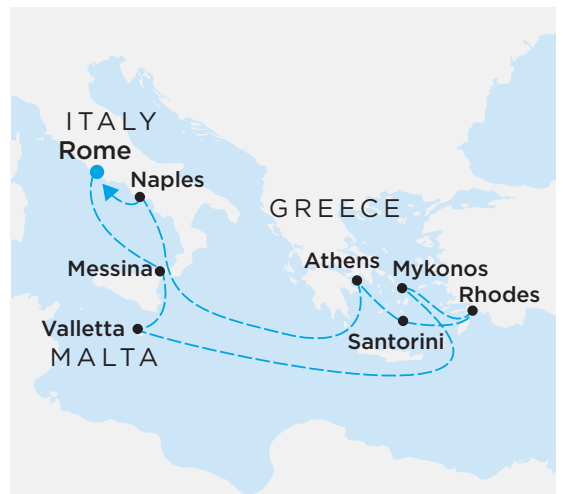 ITALY
Rome
Naples
GREECE
Athens
Mykonos
Messina
Rhodes
Valletta
Santorini
MALTA